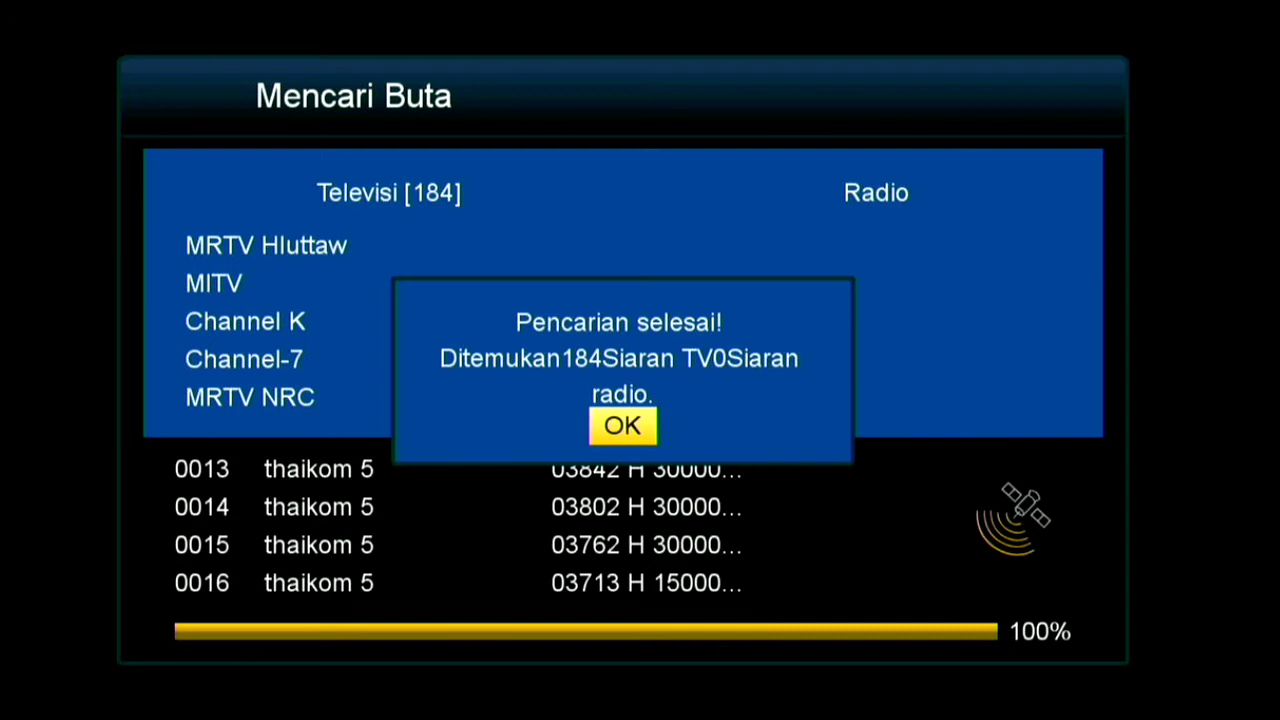 Mencari Buta
Televisi [184]
Radio
MRTV Hluttaw
MITV
Channel K
Channel-7
MRTV NRC
Pencarian selesai!
Ditemukan184Siaran TV0Siaran
radio.
OK
0013 thaikom 5 03842 H 30000...
0014 thaikom 5 03802 H 30000...
0015 thaikom 5 03762 H 30000...
0016 thaikom 5 03713 H 15000...
100%